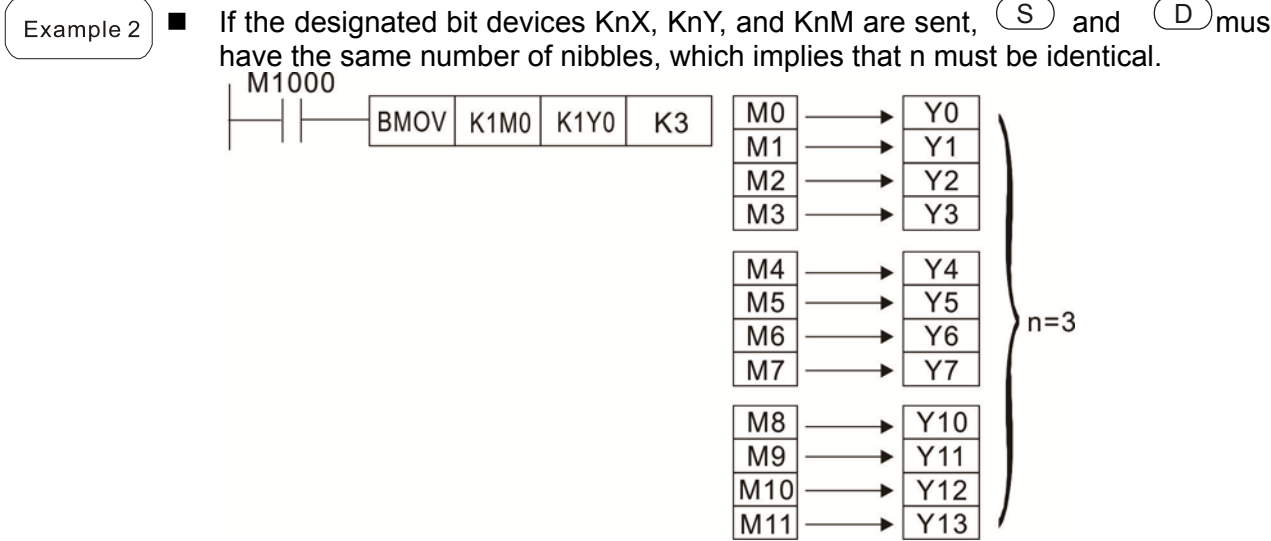 Example 2
■ If the designated bit devices KnX, KnY, and KnM are sent, S and D mus
have the same number of nibbles, which implies that n must be identical.
M1000
BMOV K1M0 K1Y0 K3
M0 Y0
M1 Y1
M2 Y2
M3 Y3
M4 Y4
M5 Y5
M6 Y6
M7 Y7
n=3
M8 Y10
M9 Y11
M10 Y12
M11 Y13